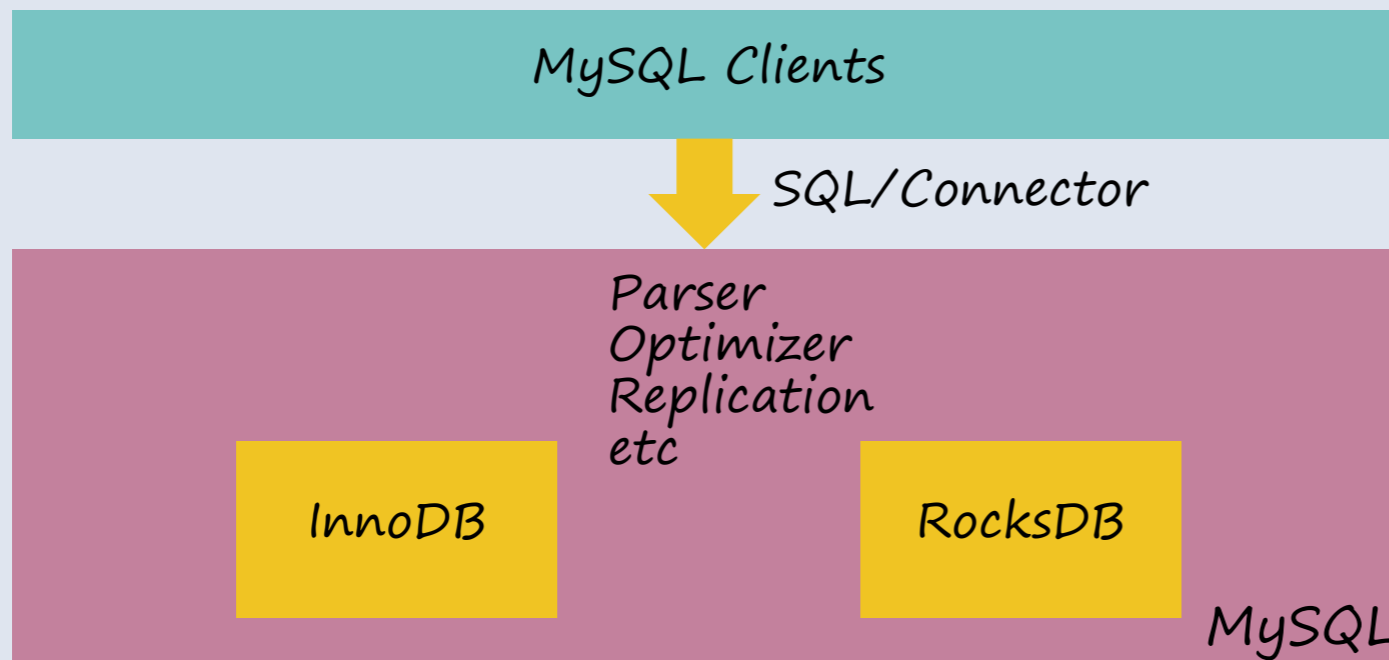 MySQL Clients
SQL/Connector
Parser
Optimizer
Replication
etc
InnoDB
RocksDB
MySQL